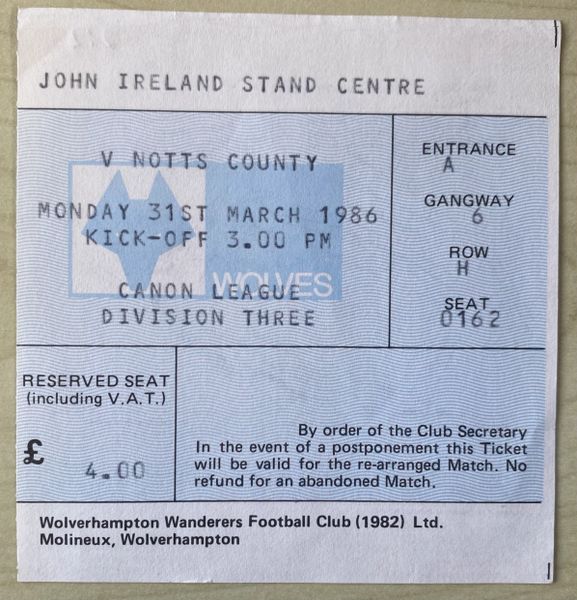 JOHN IRELAND STAND CENTRE
V NOTTS COUNTY
MONDAY 31ST MARCH 1986
KICK-OFF 3.00 PM
WOLVES
CANON LEAGUE
DIVISION THREE
ENTRANCE
A
GANGWAY
6
ROW
H
SEAT
0162
RESERVED SEAT
(including V.A.T.)
£ 4.00
By order of the Club Secretary
In the event of a postponement this Ticket
will be valid for the re-arranged Match. No
refund for an abandoned Match.
Wolverhampton Wanderers Football Club (1982) Ltd.
Molineux, Wolverhampton